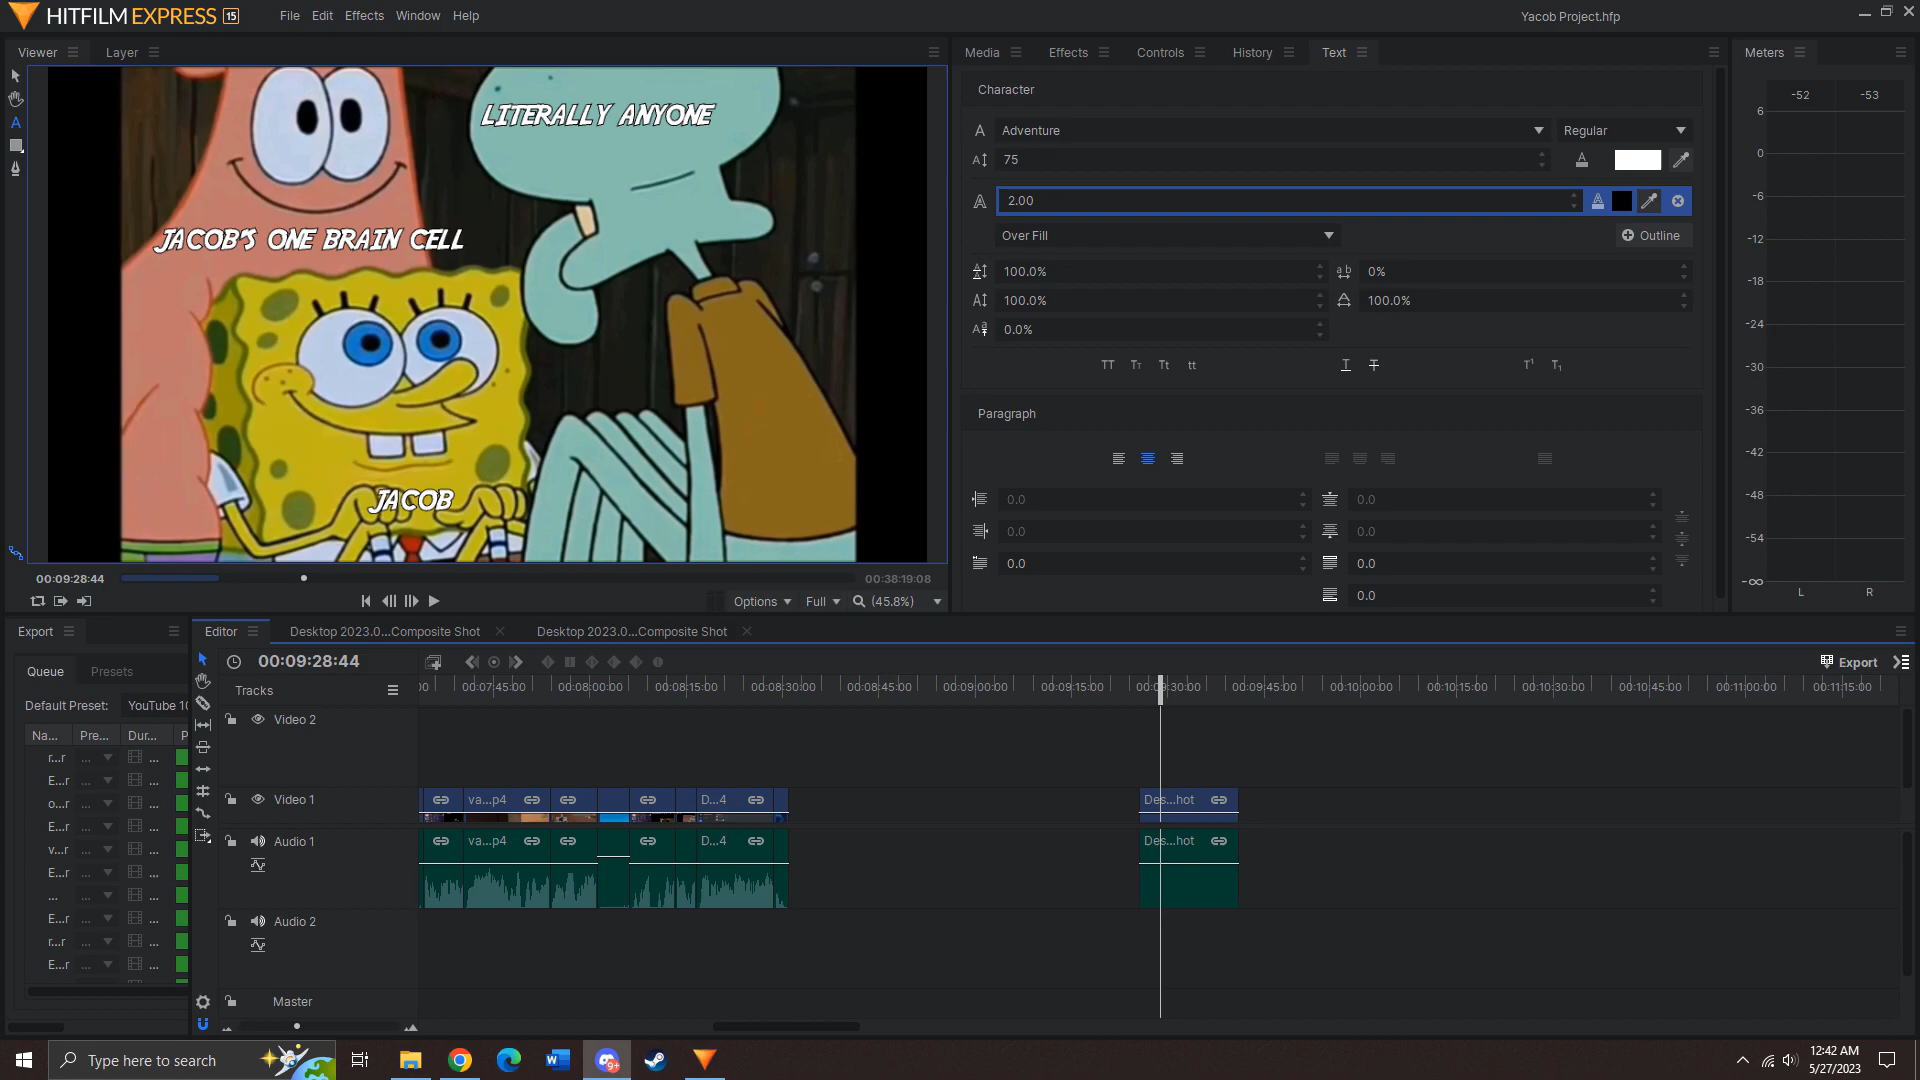 HITFILM EXPRESS 15
File Edit Effects Window Help
Yacob Project.hfp
Viewer
Layer
LITERALLY ANYONE
JACOB'S ONE BRAIN CELL
JACOB
00:09:28:44
00:38:19:08
Options
Full
(45.8%)
Media
Effects
Controls
History
Text
Character
Adventure
Regular
75
2.00
Over Fill
Outline
100.0%
0%
100.0%
100.0%
0.0%
TT Tt Tt tt
T T
T¹ T₁
Paragraph
0.0
0.0
0.0
0.0
0.0
0.0
0.0
Meters
-52 -53
6
0
-6
-12
-18
-24
-30
-36
-42
-48
-54
-∞
L R
Export
Queue
Presets
Default Preset:
YouTube 10
Na...
Pre...
Dur...
P
r...r ... ...
E...r ... ...
o...r ... ...
E...r ... ...
v...r ... ...
E...r ... ...
... ... ...
E...r ... ...
r...r ... ...
E...r ... ...
Editor
Desktop 2023.0...Composite Shot
Desktop 2023.0...Composite Shot
00:09:28:44
Export
Tracks
00 00:07:45:00 00:08:00:00 00:08:15:00 00:08:30:00 00:08:45:00 00:09:00:00 00:09:15:00 00:09:30:00 00:09:45:00 00:10:00:00 00:10:15:00 00:10:30:00 00:10:45:00 00:11:00:00 00:11:15:00
Video 2
Video 1
va...p4
D...4
Des...hot
Audio 1
va...p4
D...4
Des...hot
Audio 2
Master
Type here to search
9+
12:42 AM
5/27/2023